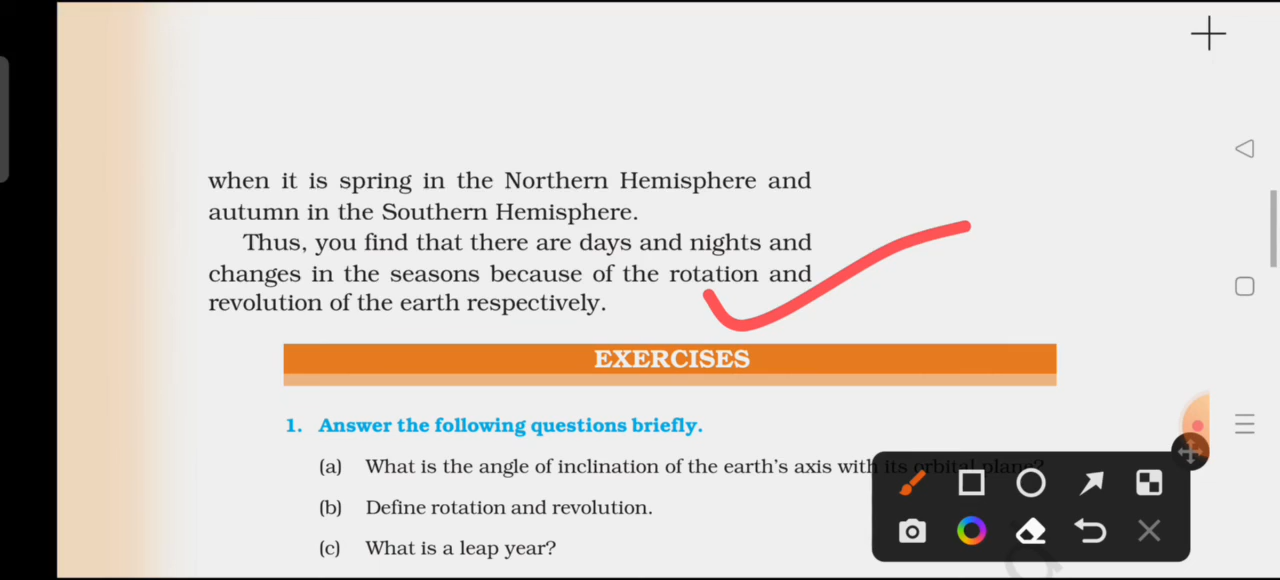 when it is spring in the Northern Hemisphere and
autumn in the Southern Hemisphere.
Thus, you find that there are days and nights and
changes in the seasons because of the rotation and
revolution of the earth respectively.
EXERCISES
1. Answer the following questions briefly.
(a) What is the angle of inclination of the earth's axis with its orbital plane?
(b) Define rotation and revolution.
(c) What is a leap year?